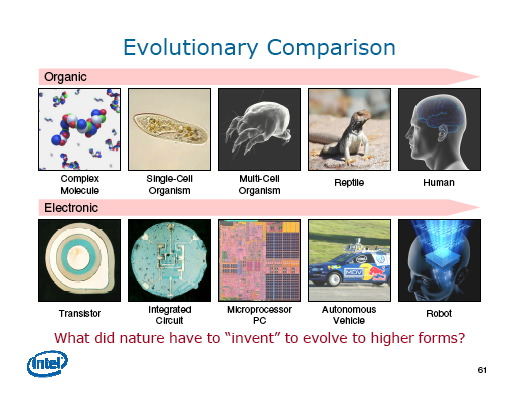 Evolutionary Comparison
Organic
Complex
Molecule
Single-Cell
Organism
Multi-Cell
Organism
Reptile
Human
Electronic
Transistor
Integrated
Circuit
Microprocessor
PC
Autonomous
Vehicle
Robot
What did nature have to “invent” to evolve to higher forms?
intel
61